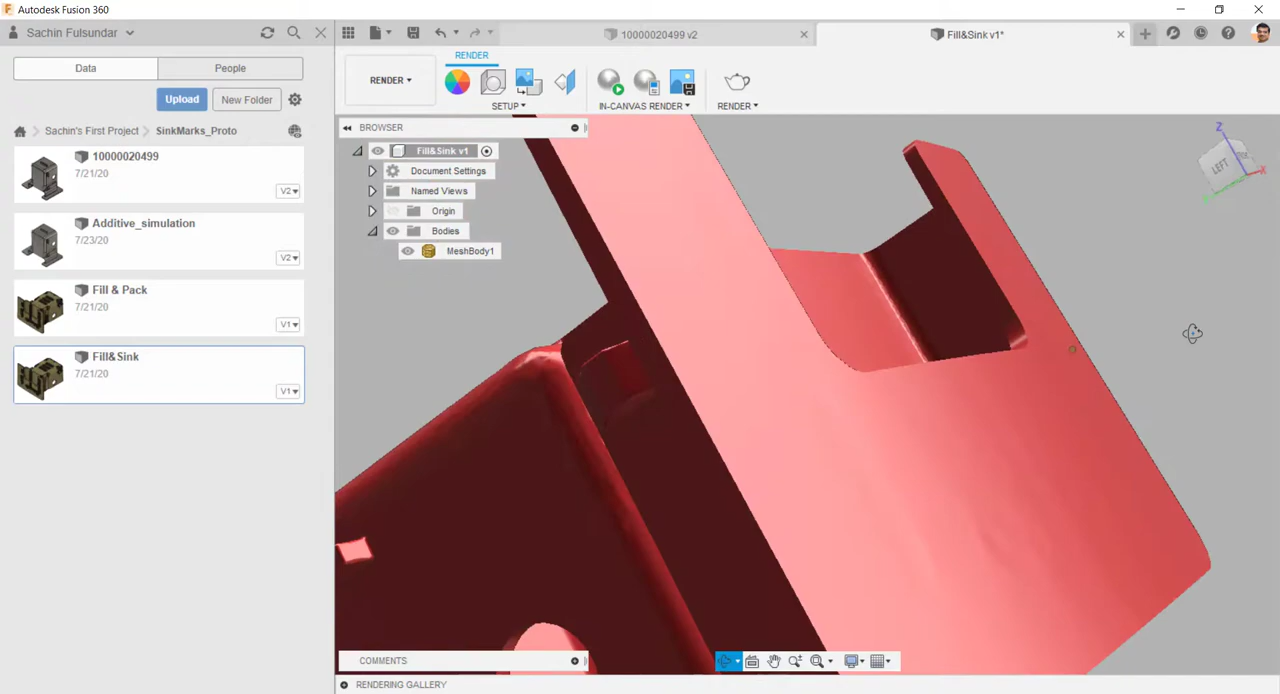 Autodesk Fusion 360
Sachin Fulsundar
Data
People
Upload
New Folder
Sachin's First Project
SinkMarks_Proto
10000020499
7/21/20
V2
Additive_simulation
7/23/20
V2
Fill & Pack
7/21/20
V1
Fill&Sink
7/21/20
V1
10000020499 v2
Fill&Sink v1*
RENDER
RENDER
SETUP
IN-CANVAS RENDER
RENDER
BROWSER
Fill&Sink v1
Document Settings
Named Views
Origin
Bodies
MeshBody1
Z
LEFT
X
COMMENTS
RENDERING GALLERY